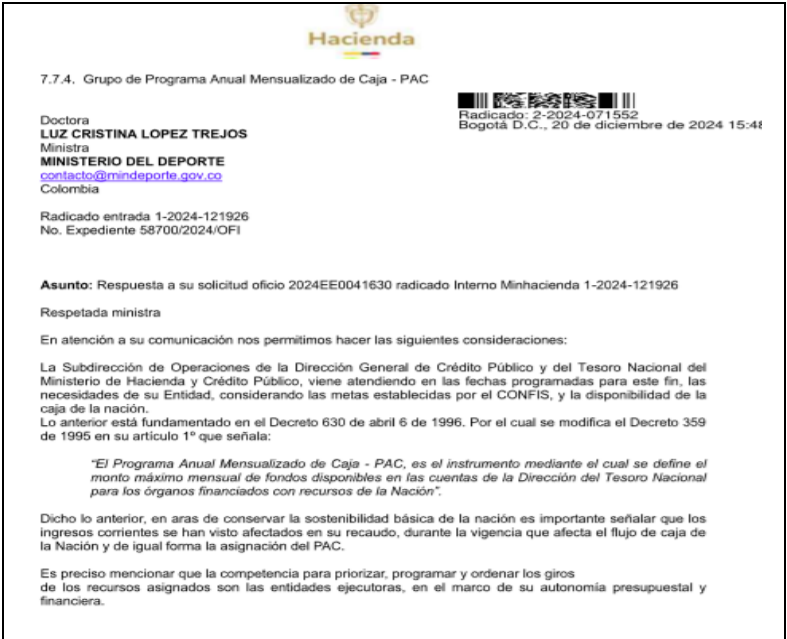 Hacienda
7.7.4. Grupo de Programa Anual Mensualizado de Caja - PAC
Radicado: 2-2024-071552
Bogotá D.C., 20 de diciembre de 2024 15:48
Doctora
LUZ CRISTINA LOPEZ TREJOS
Ministra
MINISTERIO DEL DEPORTE
contacto@mindeporte.gov.co
Colombia
Radicado entrada 1-2024-121926
No. Expediente 58700/2024/OFI
Asunto: Respuesta a su solicitud oficio 2024EE0041630 radicado Interno Minhacienda 1-2024-121926
Respetada ministra
En atención a su comunicación nos permitimos hacer las siguientes consideraciones:
La Subdirección de Operaciones de la Dirección General de Crédito Público y del Tesoro Nacional del
Ministerio de Hacienda y Crédito Público, viene atendiendo en las fechas programadas para este fin, las
necesidades de su Entidad, considerando las metas establecidas por el CONFIS, y la disponibilidad de la
caja de la nación.
Lo anterior está fundamentado en el Decreto 630 de abril 6 de 1996. Por el cual se modifica el Decreto 359
de 1995 en su artículo 1º que señala:
"El Programa Anual Mensualizado de Caja - PAC, es el instrumento mediante el cual se define el
monto máximo mensual de fondos disponibles en las cuentas de la Dirección del Tesoro Nacional
para los órganos financiados con recursos de la Nación".
Dicho lo anterior, en aras de conservar la sostenibilidad básica de la nación es importante señalar que los
ingresos corrientes se han visto afectados en su recaudo, durante la vigencia que afecta el flujo de caja de
la Nación y de igual forma la asignación del PAC.
Es preciso mencionar que la competencia para priorizar, programar y ordenar los giros
de los recursos asignados son las entidades ejecutoras, en el marco de su autonomía presupuestal y
financiera.